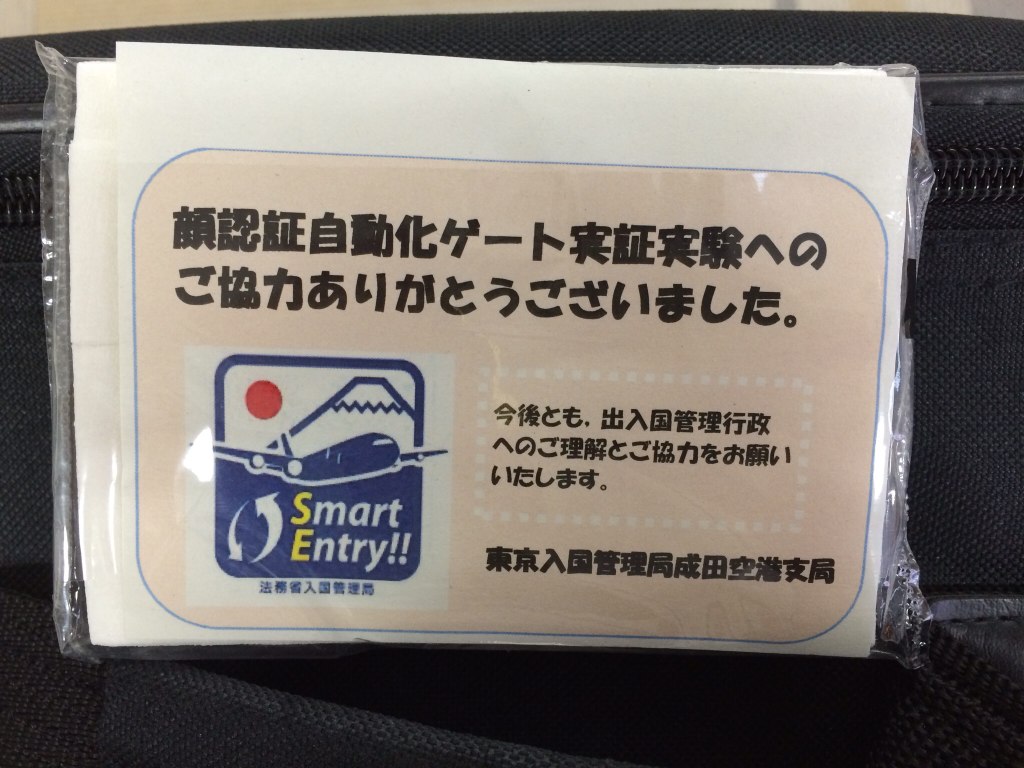 顔認証自動化ゲート実証実験への
ご協力ありがとうございました。
Smart
Entry!!
法務省入国管理局
今後とも，出入国管理行政
へのご理解とご協力をお願い
いたします。
東京入国管理局成田空港支局